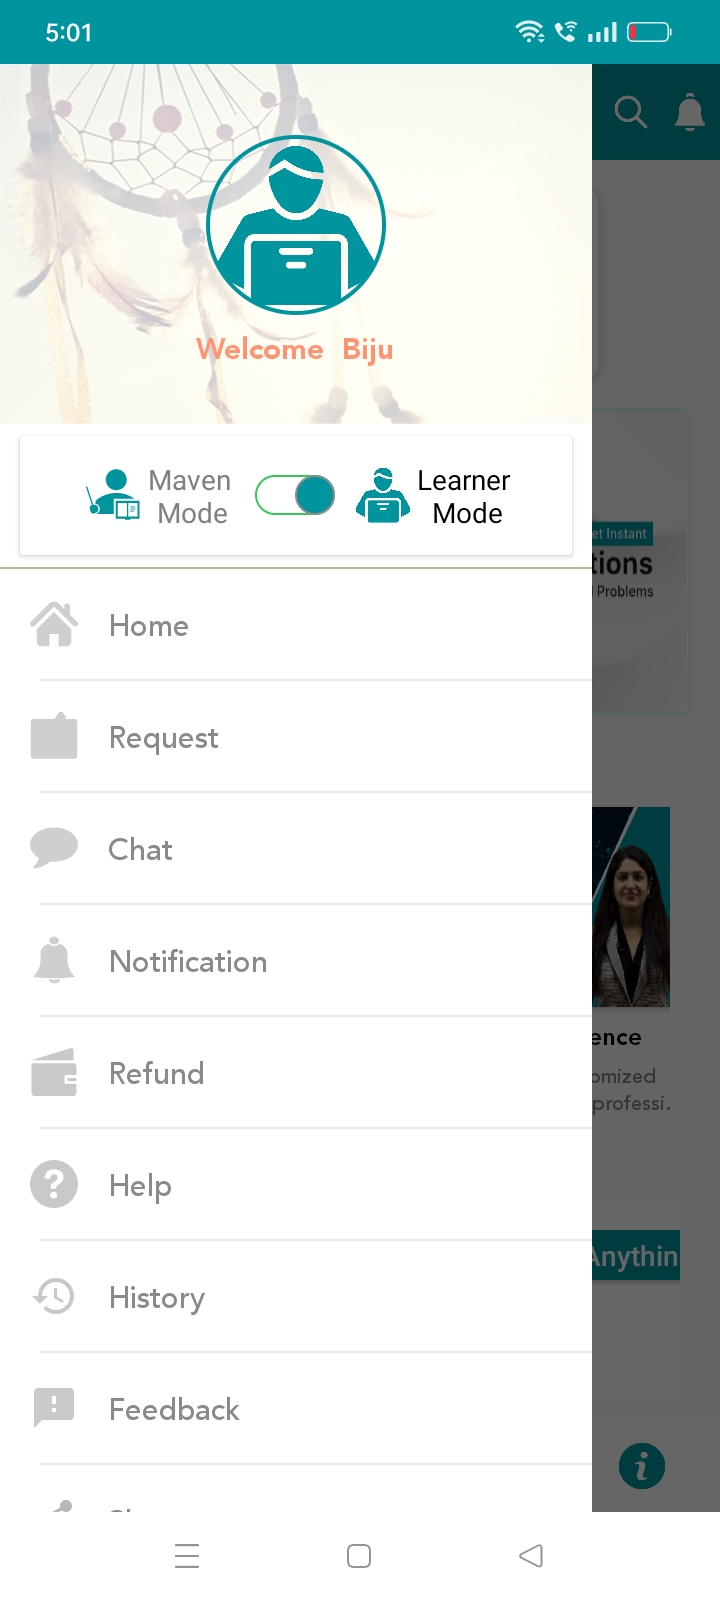 5:01
Welcome Biju
Maven
Mode
Learner
Mode
Home
Request
Chat
Notification
Refund
Help
History
Feedback
et Instant
tions
Problems
ence
omized
professi.
Anythin